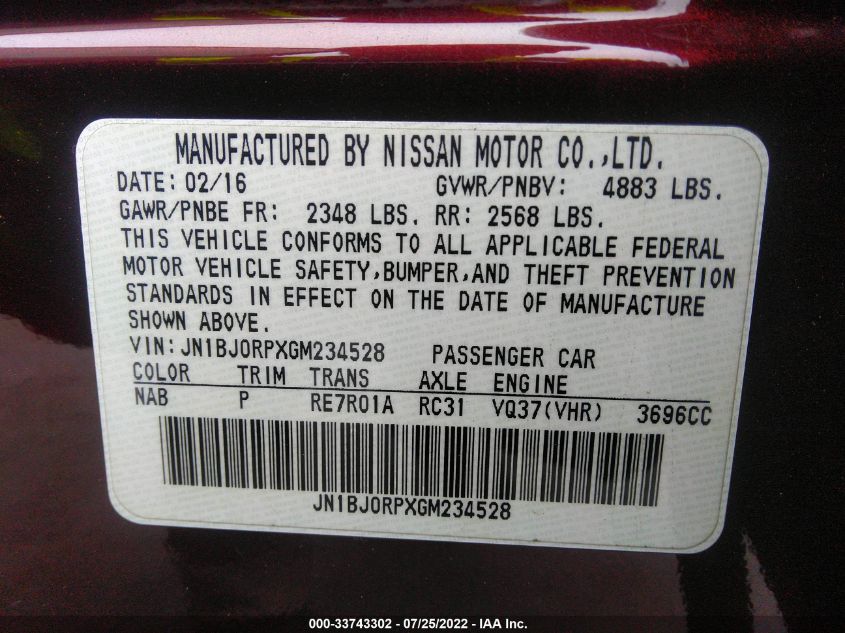 MANUFACTURED BY NISSAN MOTOR CO.,LTD.
DATE: 02/16 GVWR/PNBV: 4883 LBS.
GAWR/PNBE FR: 2348 LBS. RR: 2568 LBS.
THIS VEHICLE CONFORMS TO ALL APPLICABLE FEDERAL
MOTOR VEHICLE SAFETY,BUMPER,AND THEFT PREVENTION
STANDARDS IN EFFECT ON THE DATE OF MANUFACTURE
SHOWN ABOVE.
VIN:JN1BJ0RPXGM234528 PASSENGER CAR
COLOR TRIM TRANS AXLE ENGINE
NAB P RE7R01A RC31 VQ37(VHR) 3696CC
JN1BJ0RPXGM234528
000-33743302 - 07/25/2022 - IAA Inc.